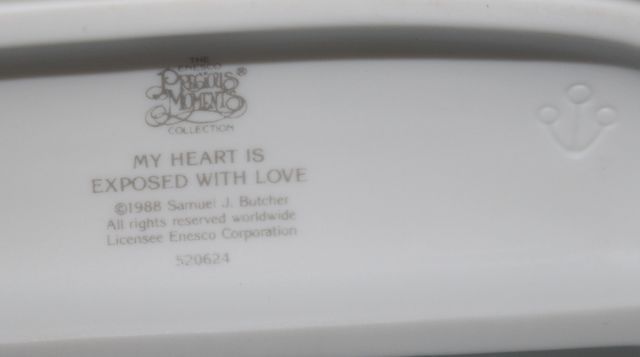 THE
ENESCO
PRECIOUS
MOMENTS®
COLLECTION
MY HEART IS
EXPOSED WITH LOVE
©1988 Samuel J. Butcher
All rights reserved worldwide
Licensee Enesco Corporation
520624